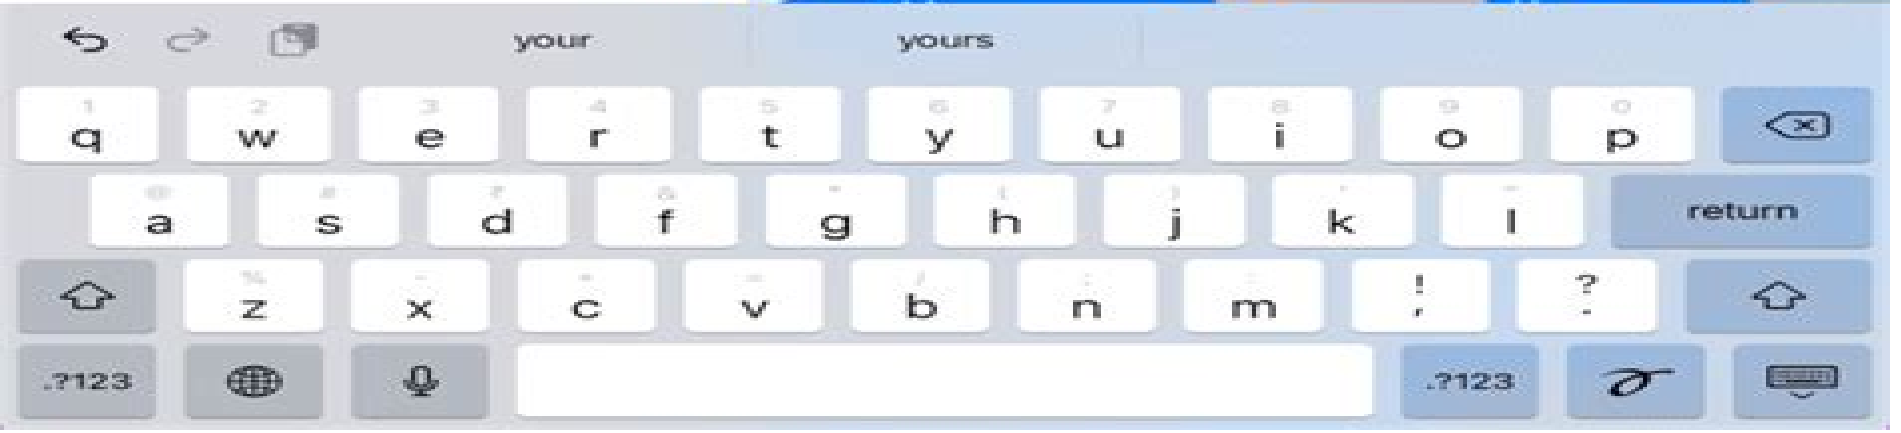 your yours
1 2 3 4 5 6 7 8 9 0
q w e r t y u i o p
@ # & * ( ) ' "
a s d f g h j k l return
% - + = / ; : ! ?
z x c v b n m , .
.?123 .?123